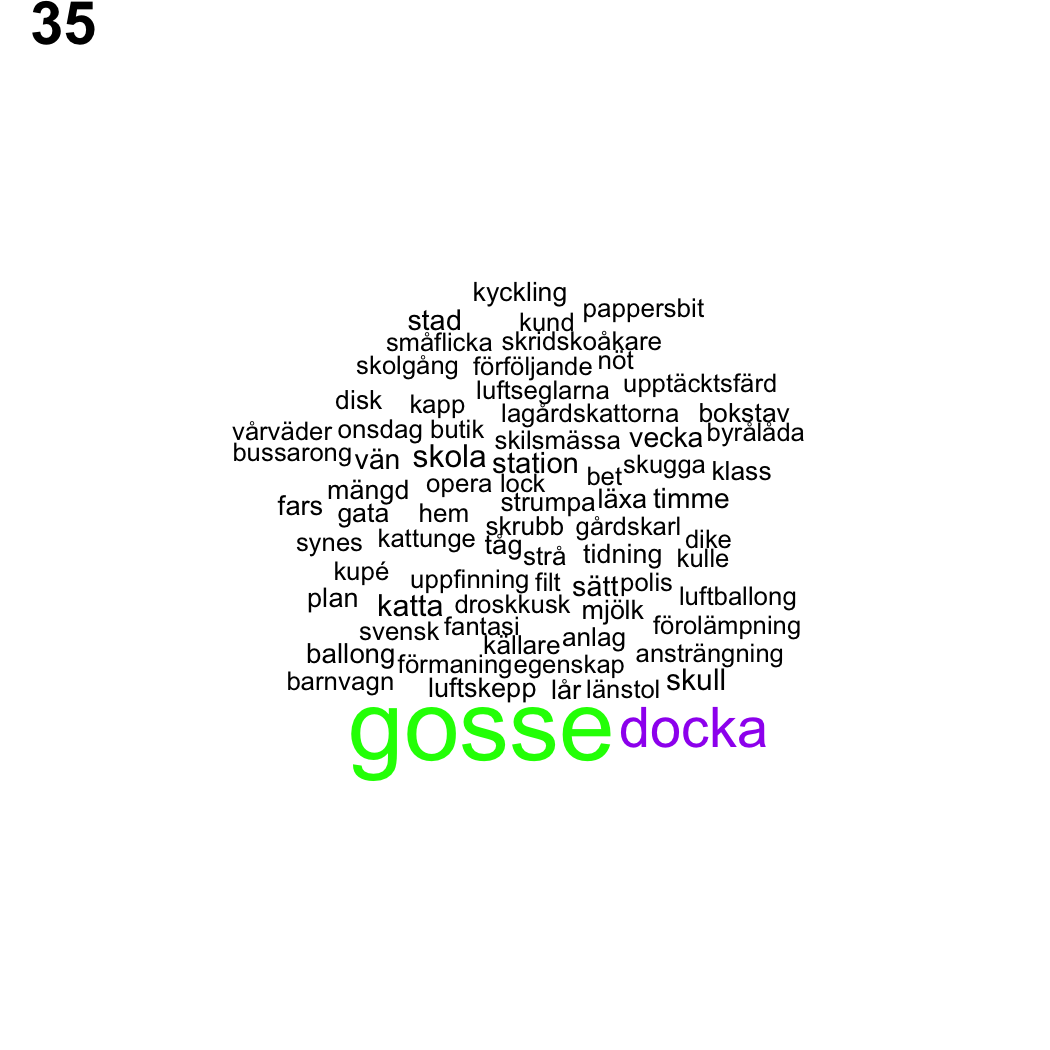 35
kyckling
pappersbit
stad kund
småflicka skridskoåkare
skolgång förföljande nöt
luftseglarna upptäcktsfärd
disk kapp lagårdskattorna bokstav
vårväder onsdag butik skilsmässa vecka byrålåda
bussarong vän skola station bet skugga klass
mängd opera lock
fars gata hem strumpa läxa timme
skrubb gårdskarl
synes kattunge tåg strå tidning dike
kulle
kupé uppfinning filt sätt polis
plan katta droskkusk mjölk luftballong
svensk fantasi källare anlag förolämpning
ballong förmaning egenskap ansträngning
barnvagn luftskepp lår länstol skull
gosse docka